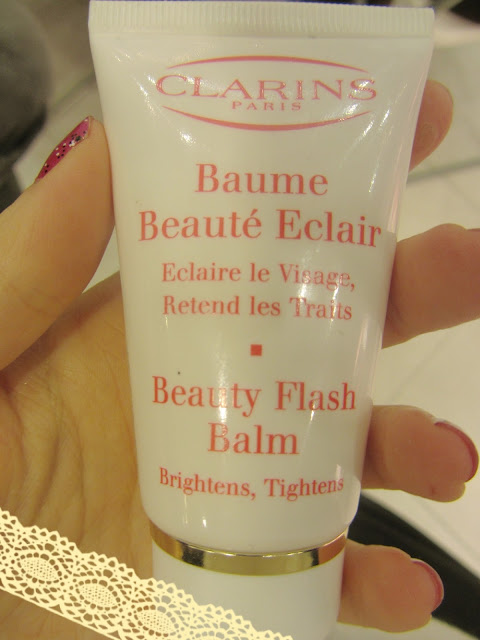 CLARINS
PARIS
Baume
Beauté Eclair
Eclaire le Visage,
Retend les Traits
Beauty Flash
Balm
Brightens, Tightens